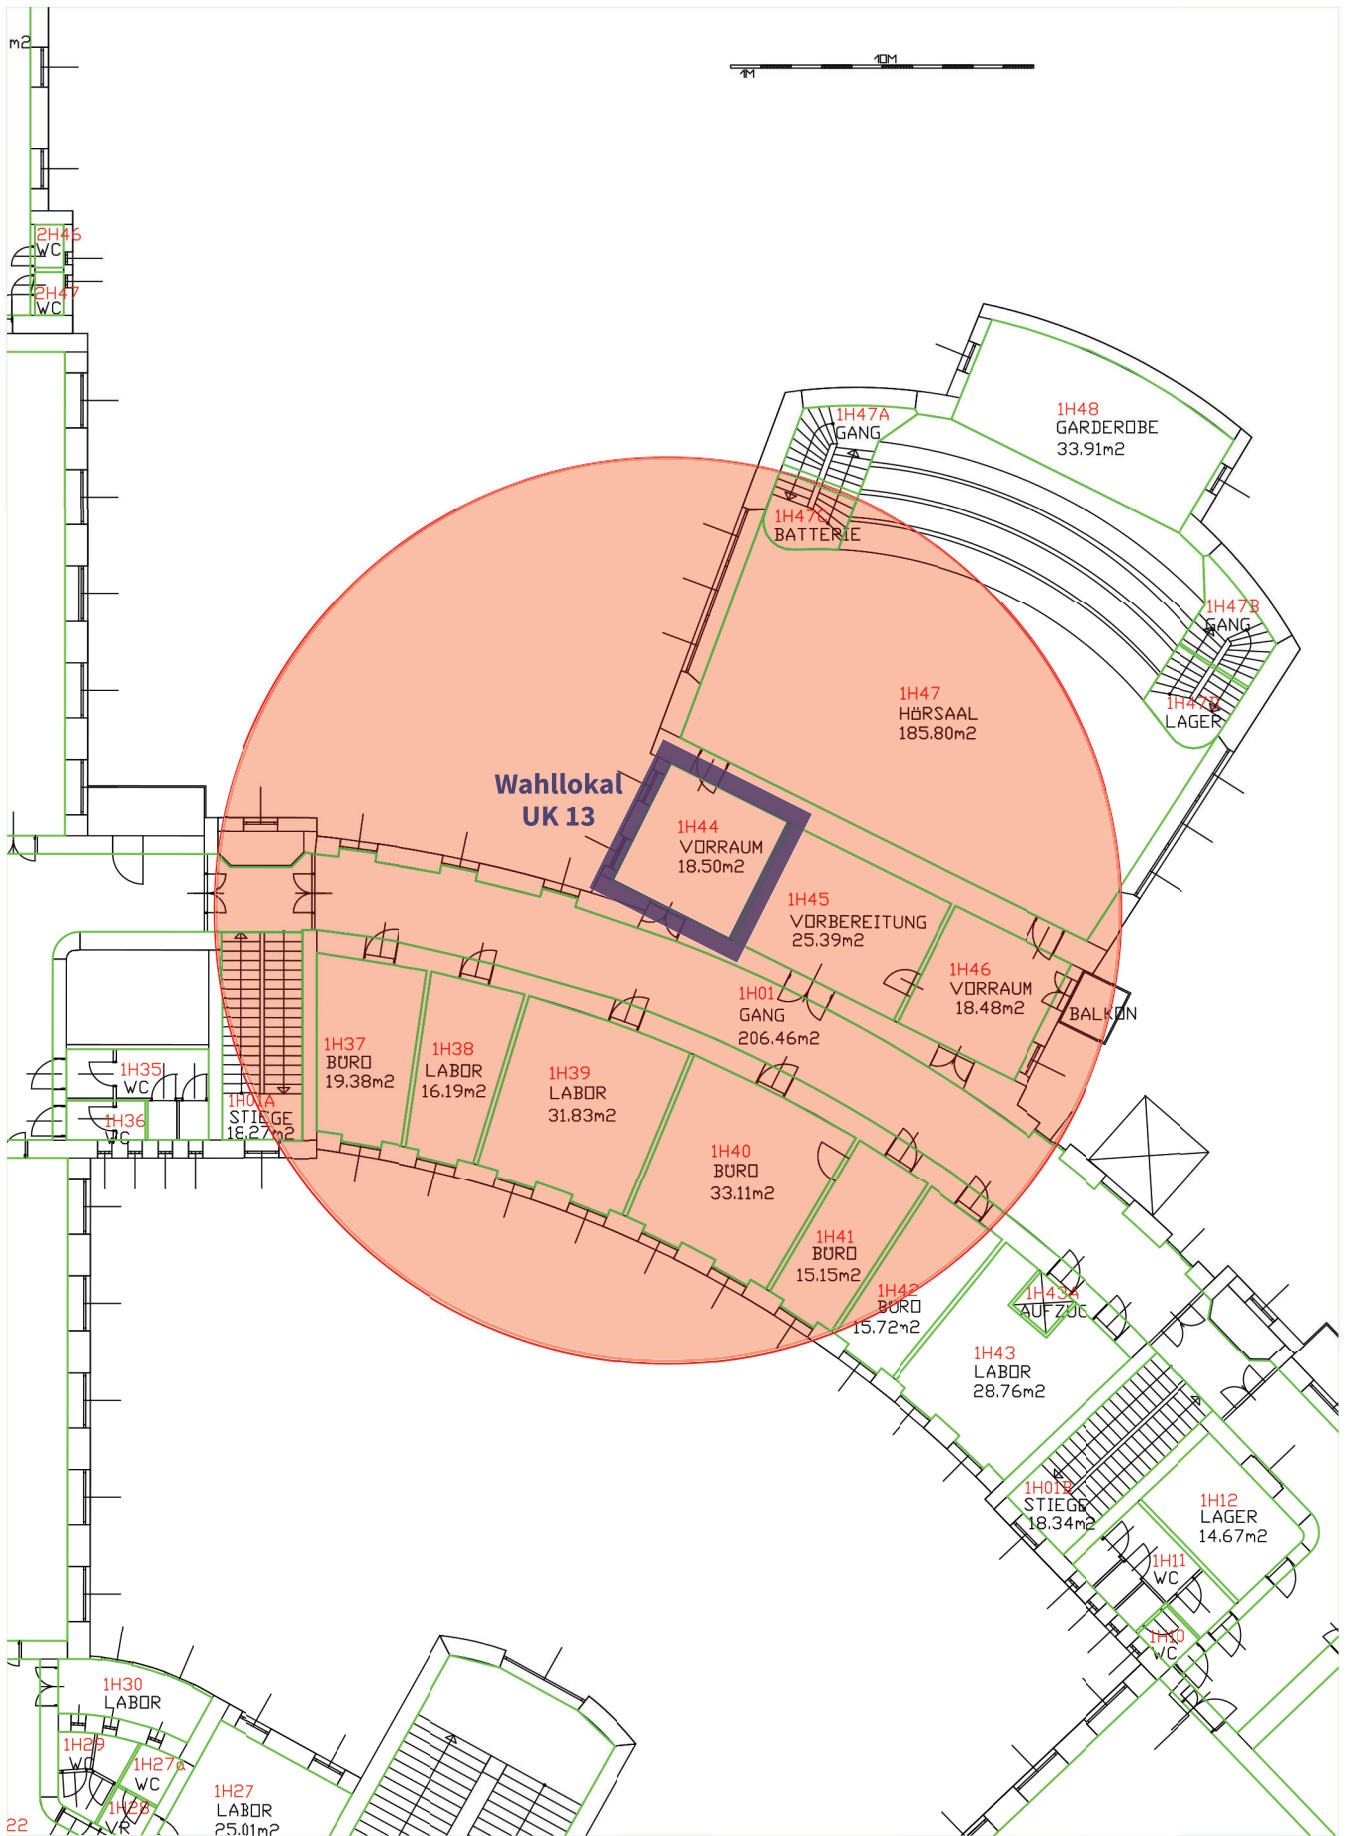 m2
10M
1M
2H46
WC
2H47
WC
1H47A
GANG
1H48
GARDEROBE
33.91m2
1H47C
BATTERIE
1H47B
GANG
1H47D
LAGER
1H47
HÖRSAAL
185.80m2
Wahllokal
UK 13
1H44
VORRAUM
18.50m2
1H45
VORBEREITUNG
25.39m2
1H46
VORRAUM
18.48m2
BALKON
1H01
GANG
206.46m2
1H35
WC
1H36
WC
1H01A
STIEGE
18.27m2
1H37
BÜRO
19.38m2
1H38
LABOR
16.19m2
1H39
LABOR
31.83m2
1H40
BÜRO
33.11m2
1H41
BÜRO
15.15m2
1H42
BÜRO
15.72m2
1H43A
AUFZUG
1H43
LABOR
28.76m2
1H01B
STIEGE
18.34m2
1H12
LAGER
14.67m2
1H11
WC
1H10
WC
1H30
LABOR
1H29
WC
1H27a
WC
1H28
VR
1H27
LABOR
25.01m2
22